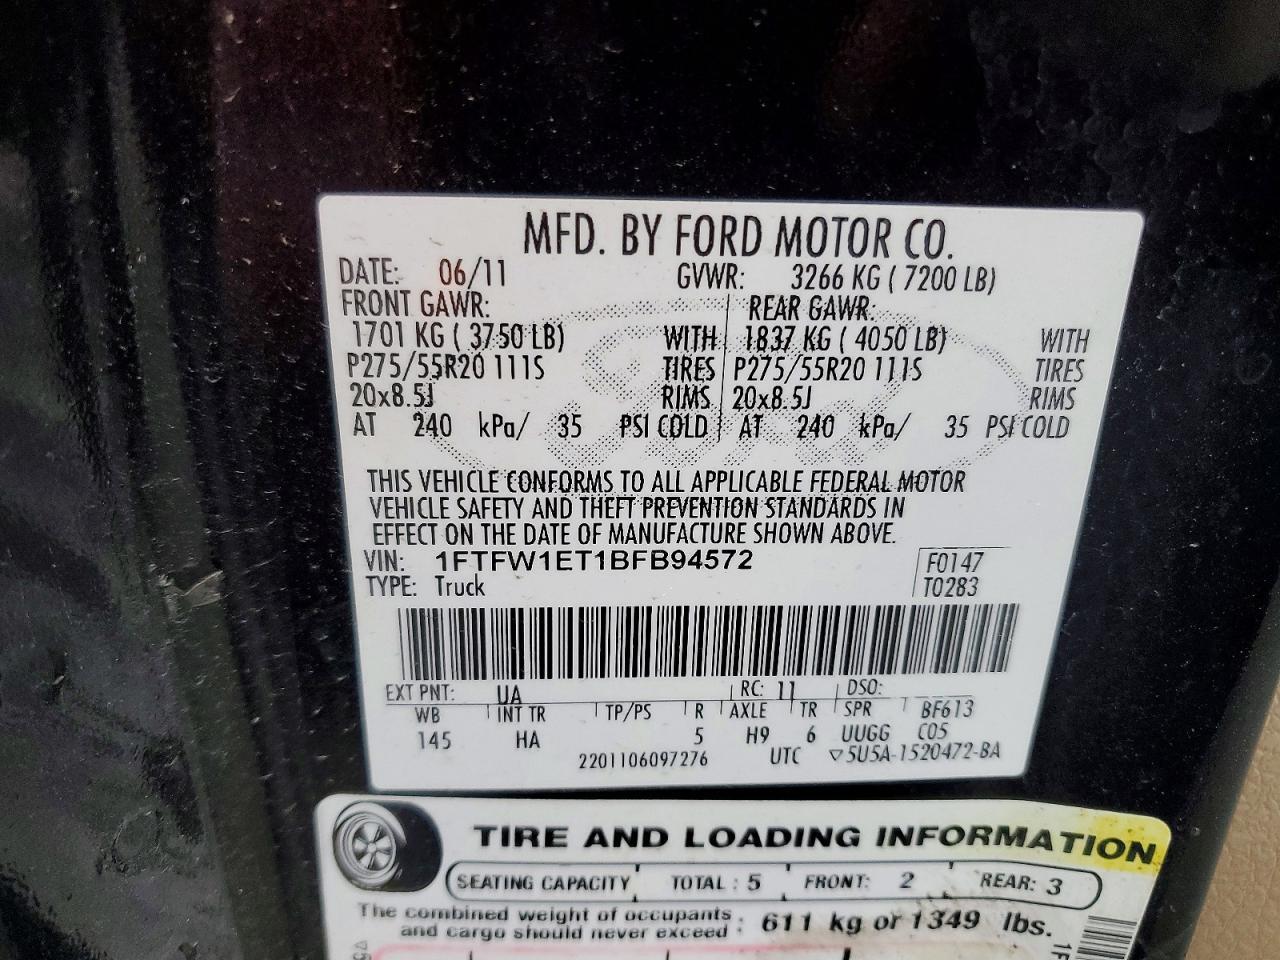 MFD. BY FORD MOTOR CO.
DATE: 06/11 GVWR: 3266 KG ( 7200 LB)
FRONT GAWR: REAR GAWR:
1701 KG ( 3750 LB) WITH 1837 KG ( 4050 LB) WITH
P275/55R20 111S TIRES P275/55R20 111S TIRES
20x8.5J RIMS 20x8.5J RIMS
AT 240 kPa/ 35 PSI COLD AT 240 kPa/ 35 PSI COLD
THIS VEHICLE CONFORMS TO ALL APPLICABLE FEDERAL MOTOR
VEHICLE SAFETY AND THEFT PREVENTION STANDARDS IN
EFFECT ON THE DATE OF MANUFACTURE SHOWN ABOVE.
VIN: 1FTFW1ET1BFB94572 F0147
TYPE: Truck T0283
EXT PNT: UA RC: 11 DSO:
WB INT TR TP/PS R AXLE TR SPR BF613
145 HA 5 H9 6 UUGG C05
2201106097276 UTC ▽5U5A-1520472-BA
TIRE AND LOADING INFORMATION
SEATING CAPACITY TOTAL : 5 FRONT: 2 REAR: 3
The combined weight of occupants
and cargo should never exceed : 611 kg or 1349 lbs.